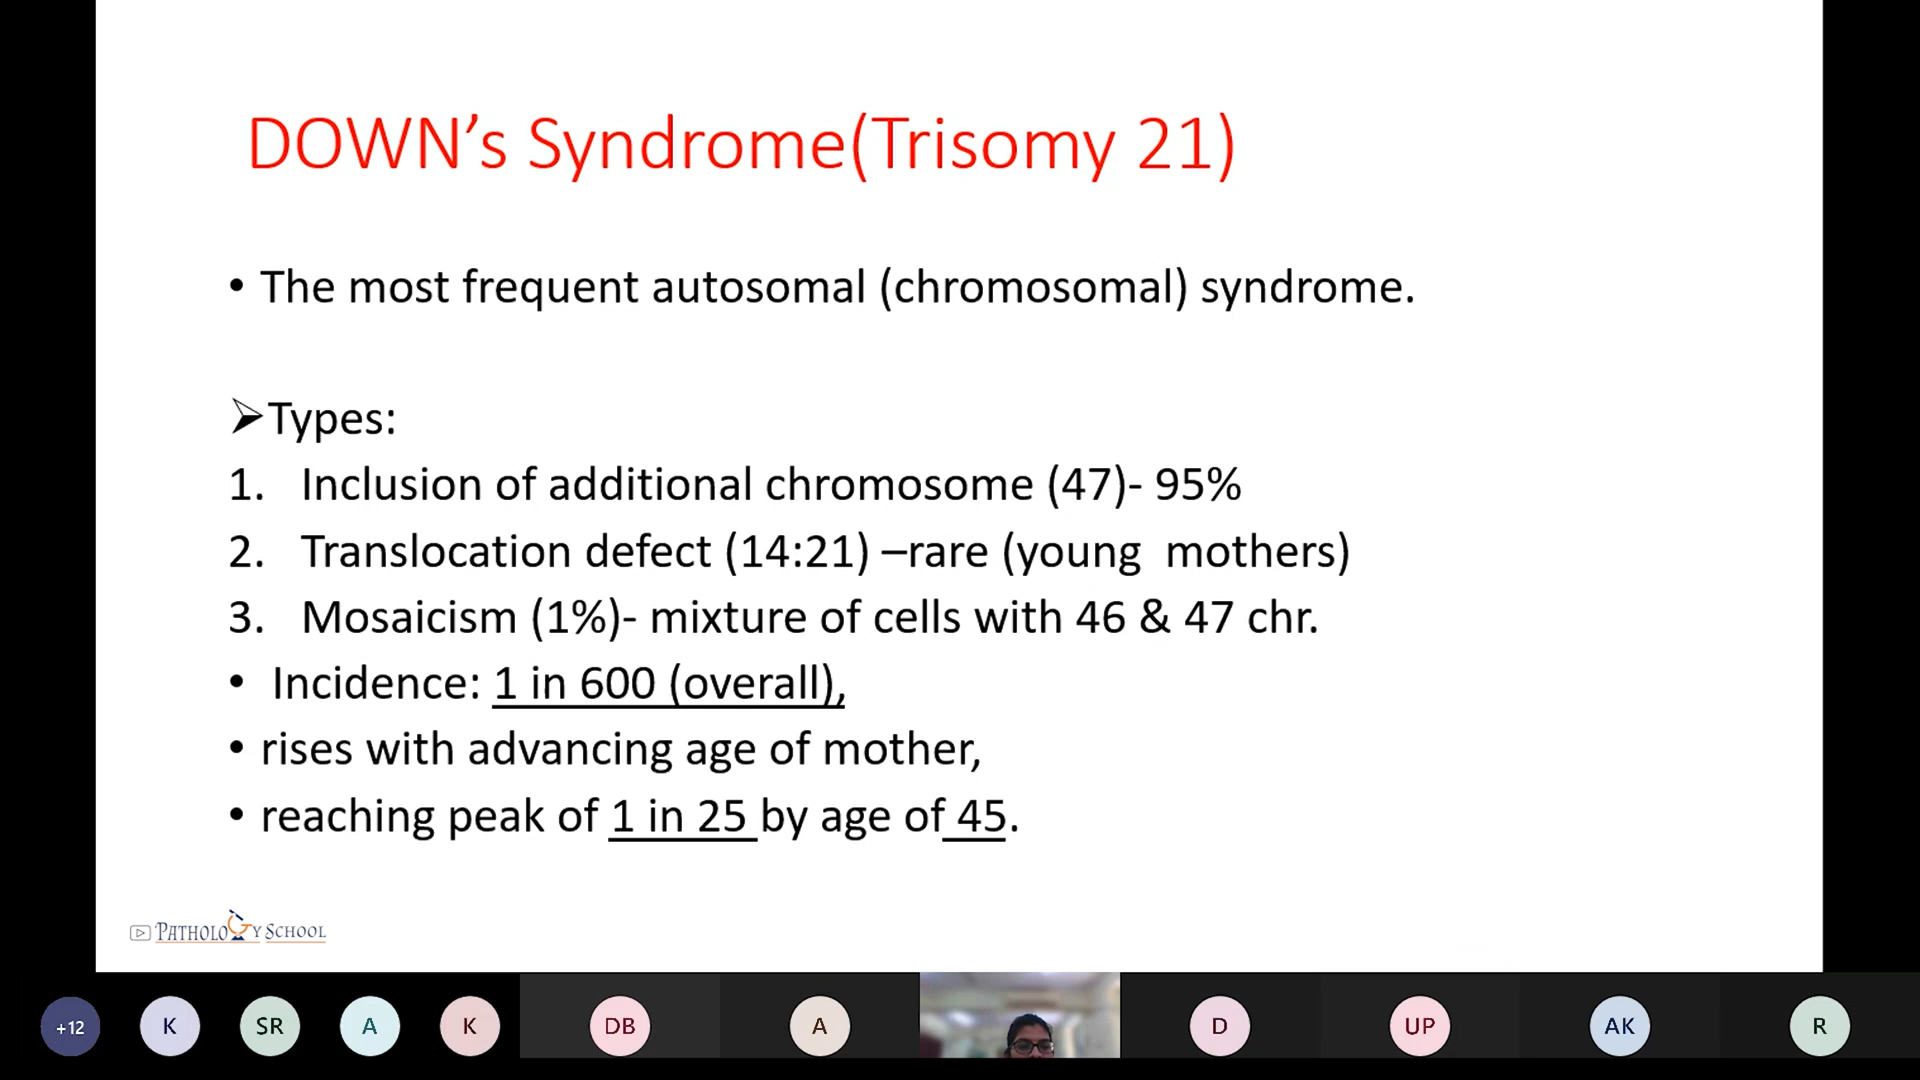 DOWN’s Syndrome(Trisomy 21)
• The most frequent autosomal (chromosomal) syndrome.
➢Types:
1. Inclusion of additional chromosome (47)- 95%
2. Translocation defect (14:21) –rare (young  mothers)
3. Mosaicism (1%)- mixture of cells with 46 & 47 chr.
• Incidence: 1 in 600 (overall),
• rises with advancing age of mother,
• reaching peak of 1 in 25 by age of 45.
PATHOLOGY SCHOOL
+12 K SR A K DB A D UP AK R